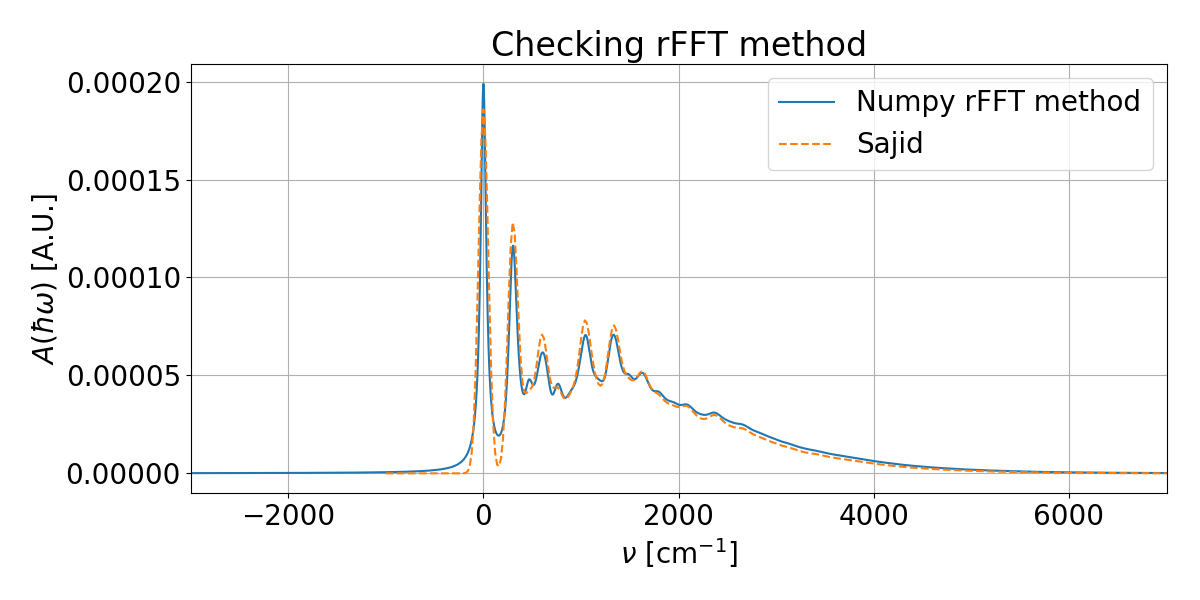 Checking rFFT method
Numpy rFFT method
Sajid
A(ħω) [A.U.]
0.00020
0.00015
0.00010
0.00005
0.00000
−2000 0 2000 4000 6000
ν [cm⁻¹]